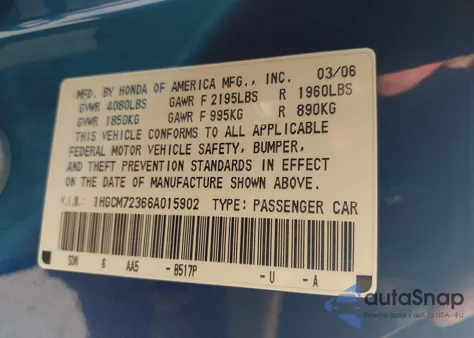 MFD. BY HONDA OF AMERICA MFG., INC. 03/06
GVWR 4080LBS GAWR F 2195LBS R 1960LBS
GVWR 1850KG GAWR F 995KG R 890KG
THIS VEHICLE CONFORMS TO ALL APPLICABLE
FEDERAL MOTOR VEHICLE SAFETY, BUMPER,
AND THEFT PREVENTION STANDARDS IN EFFECT
ON THE DATE OF MANUFACTURE SHOWN ABOVE.
V.I.N.: 1HGCM72366A015902 TYPE: PASSENGER CAR
SDN 6 AA5 - B517P - U - A
autaSnap